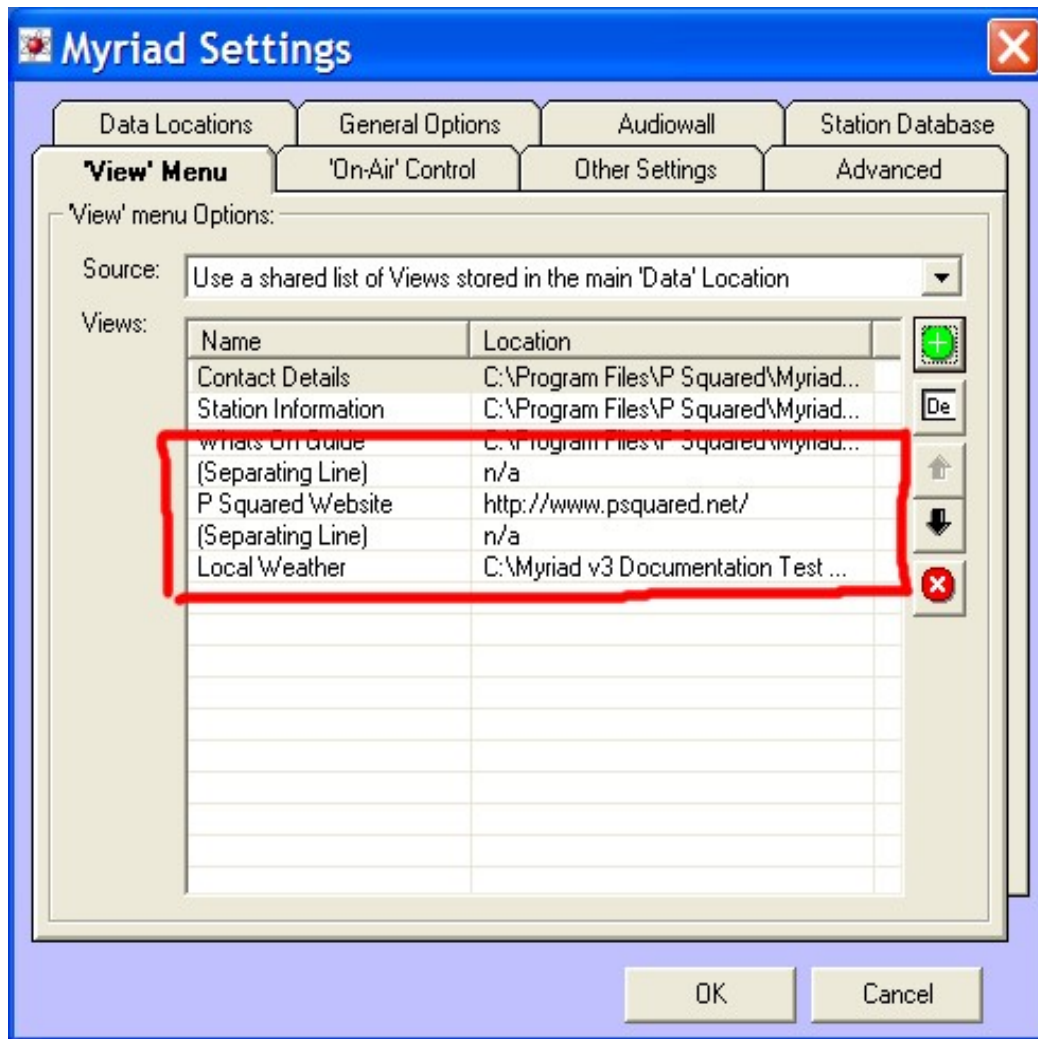 Myriad Settings
Data Locations General Options Audiowall Station Database
'View' Menu 'On-Air' Control Other Settings Advanced
'View' menu Options:
Source: Use a shared list of Views stored in the main 'Data' Location
Views:
Name Location
Contact Details C:\Program Files\P Squared\Myriad...
Station Information C:\Program Files\P Squared\Myriad...
Whats On Guide C:\Program Files\P Squared\Myriad...
(Separating Line) n/a
P Squared Website http://www.psquared.net/
(Separating Line) n/a
Local Weather C:\Myriad v3 Documentation Test ...
De
OK Cancel